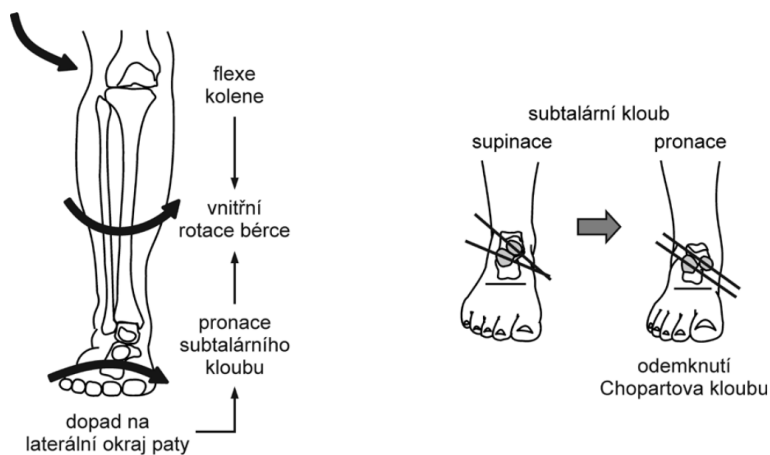 flexe
kolene
vnitřní
rotace bérce
pronace
subtalárního
kloubu
dopad na
laterální okraj paty
subtalární kloub
supinace
pronace
odemknutí
Chopartova kloubu